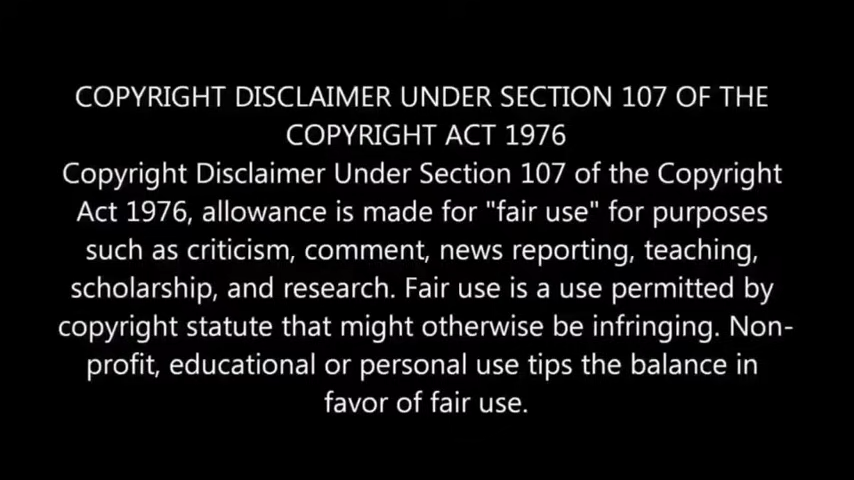 COPYRIGHT DISCLAIMER UNDER SECTION 107 OF THE
COPYRIGHT ACT 1976
Copyright Disclaimer Under Section 107 of the Copyright
Act 1976, allowance is made for "fair use" for purposes
such as criticism, comment, news reporting, teaching,
scholarship, and research. Fair use is a use permitted by
copyright statute that might otherwise be infringing. Non-
profit, educational or personal use tips the balance in
favor of fair use.